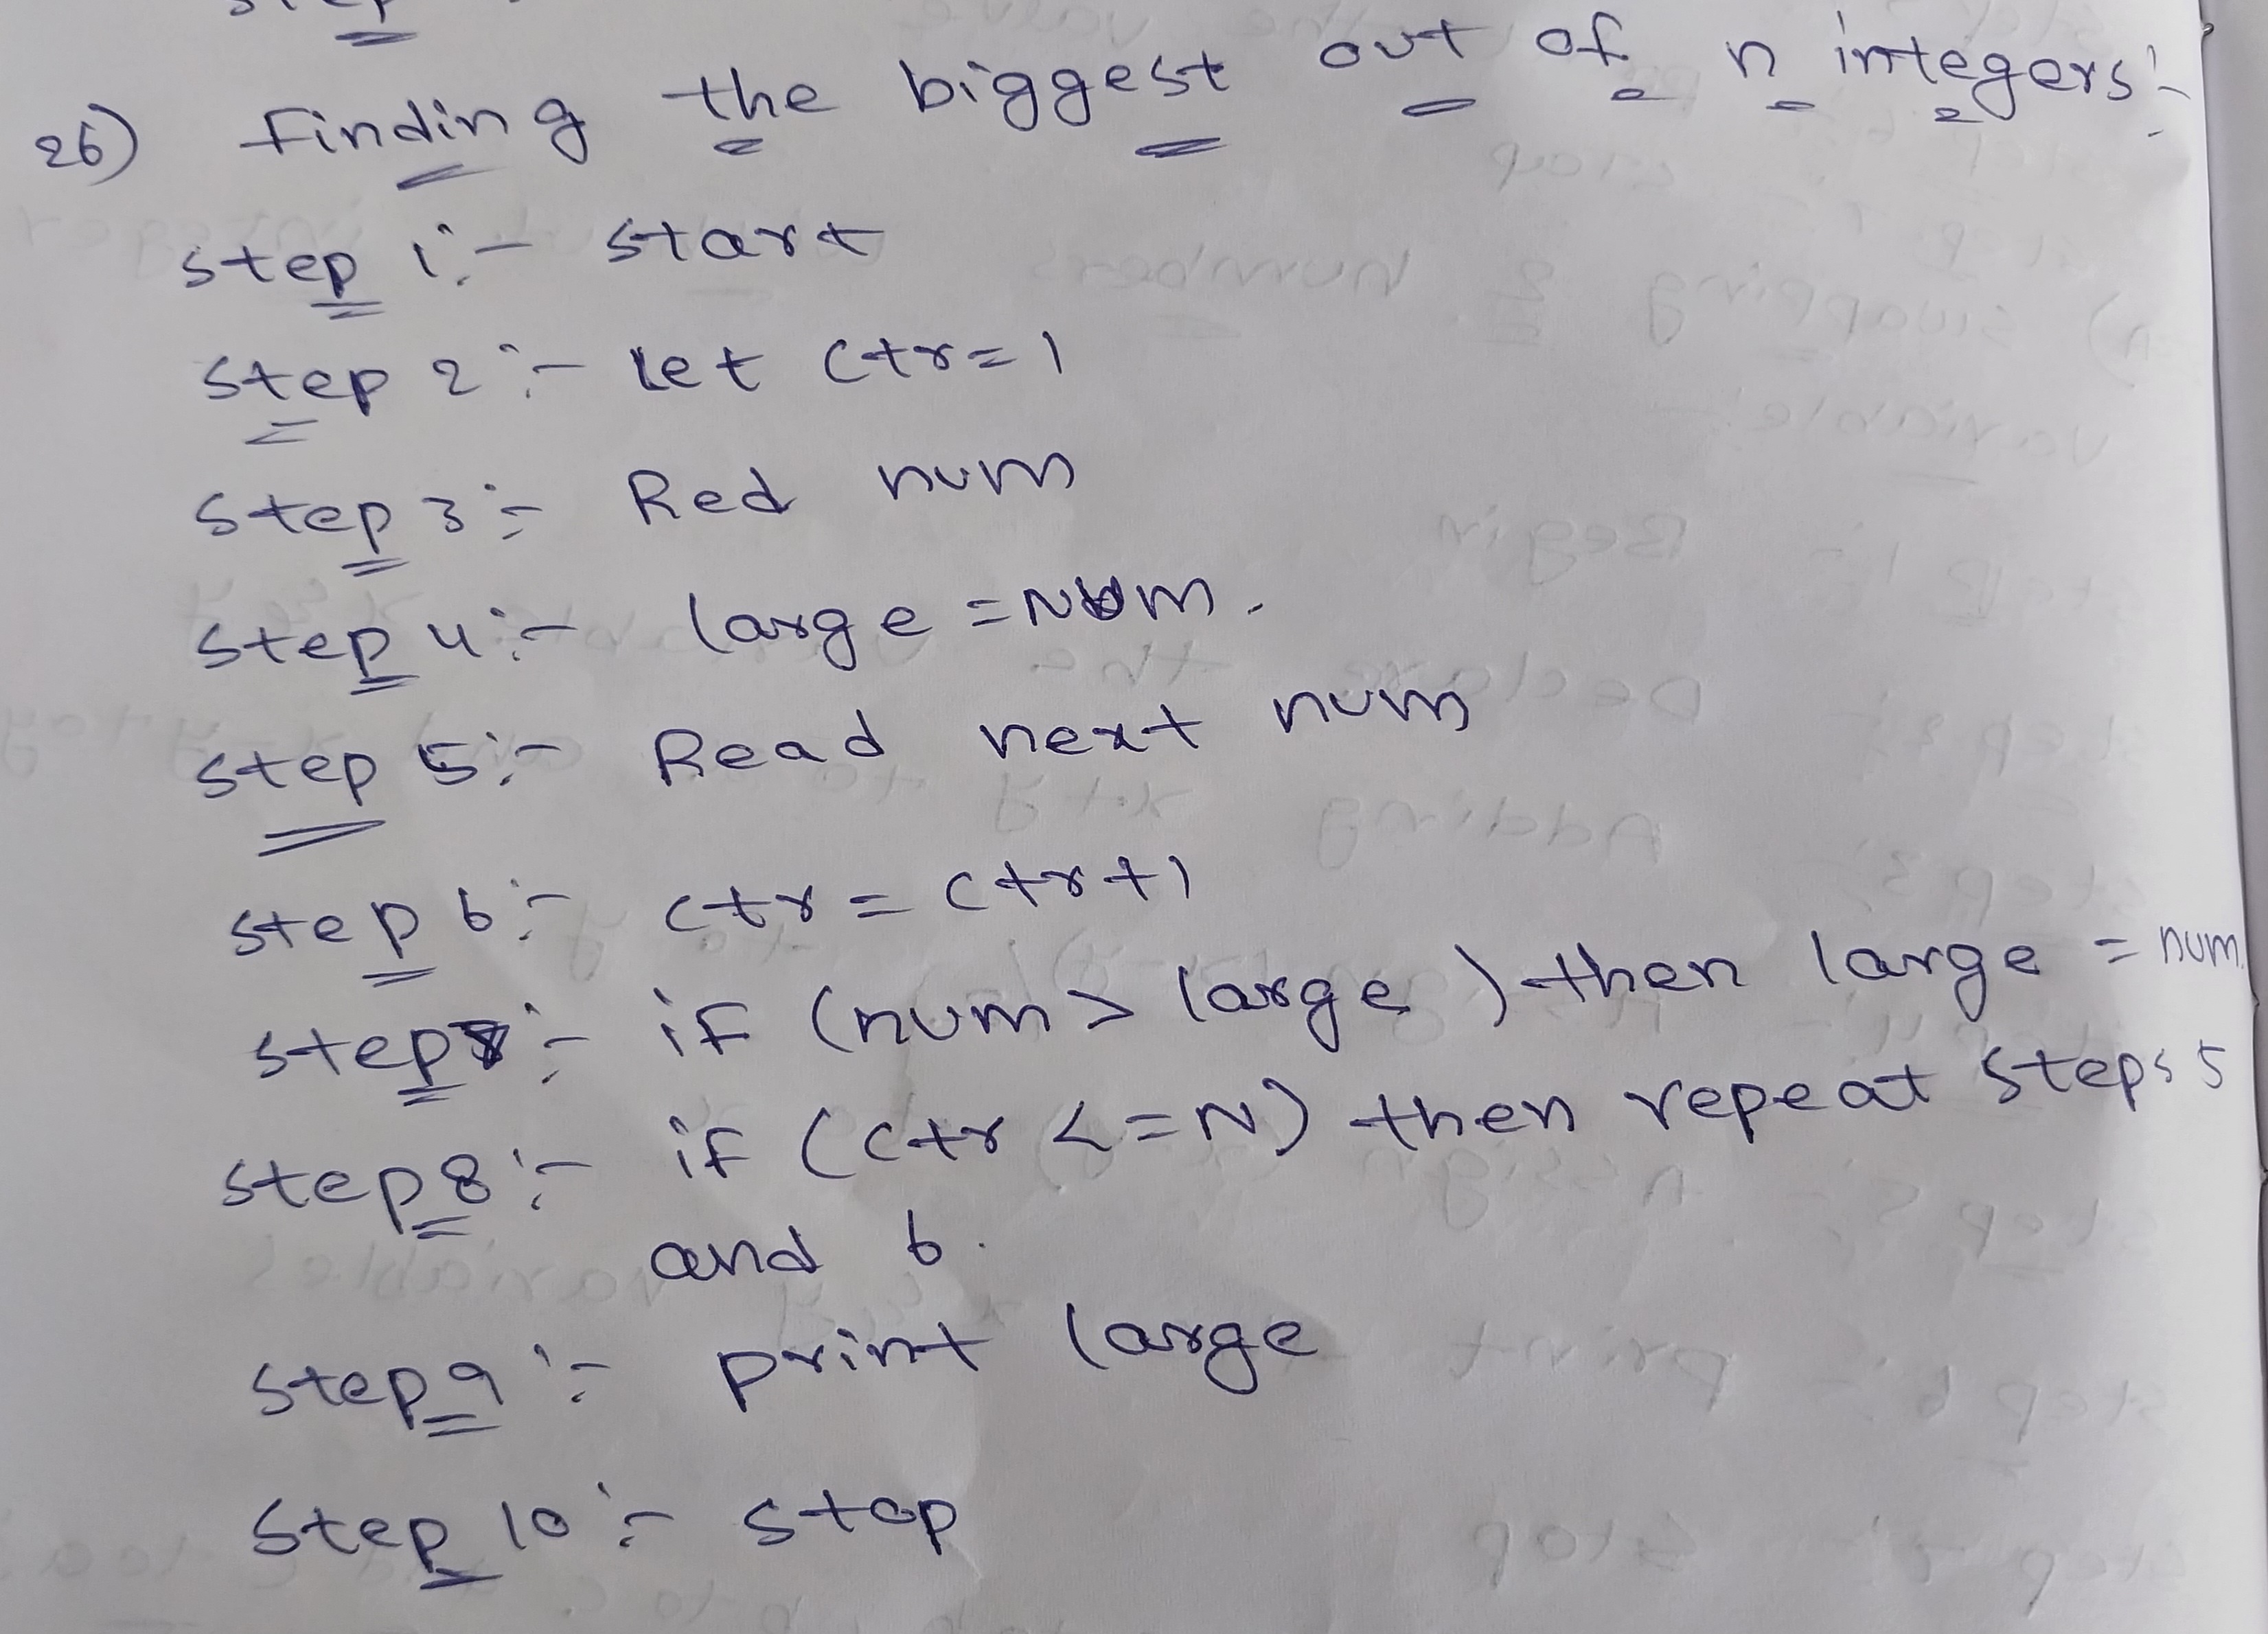 26) Finding the biggest out of n integers:-
step 1:- start
step 2:- let ctr=1
step 3:- Red num
step 4:- large = Num.
step 5:- Read next num
step 6:- ctr = ctr+1
step 7:- if (num > large) then large = num.
step 8:- if (ctr <= N) then repeat steps 5
and 6.
step 9:- print large
step 10:- stop